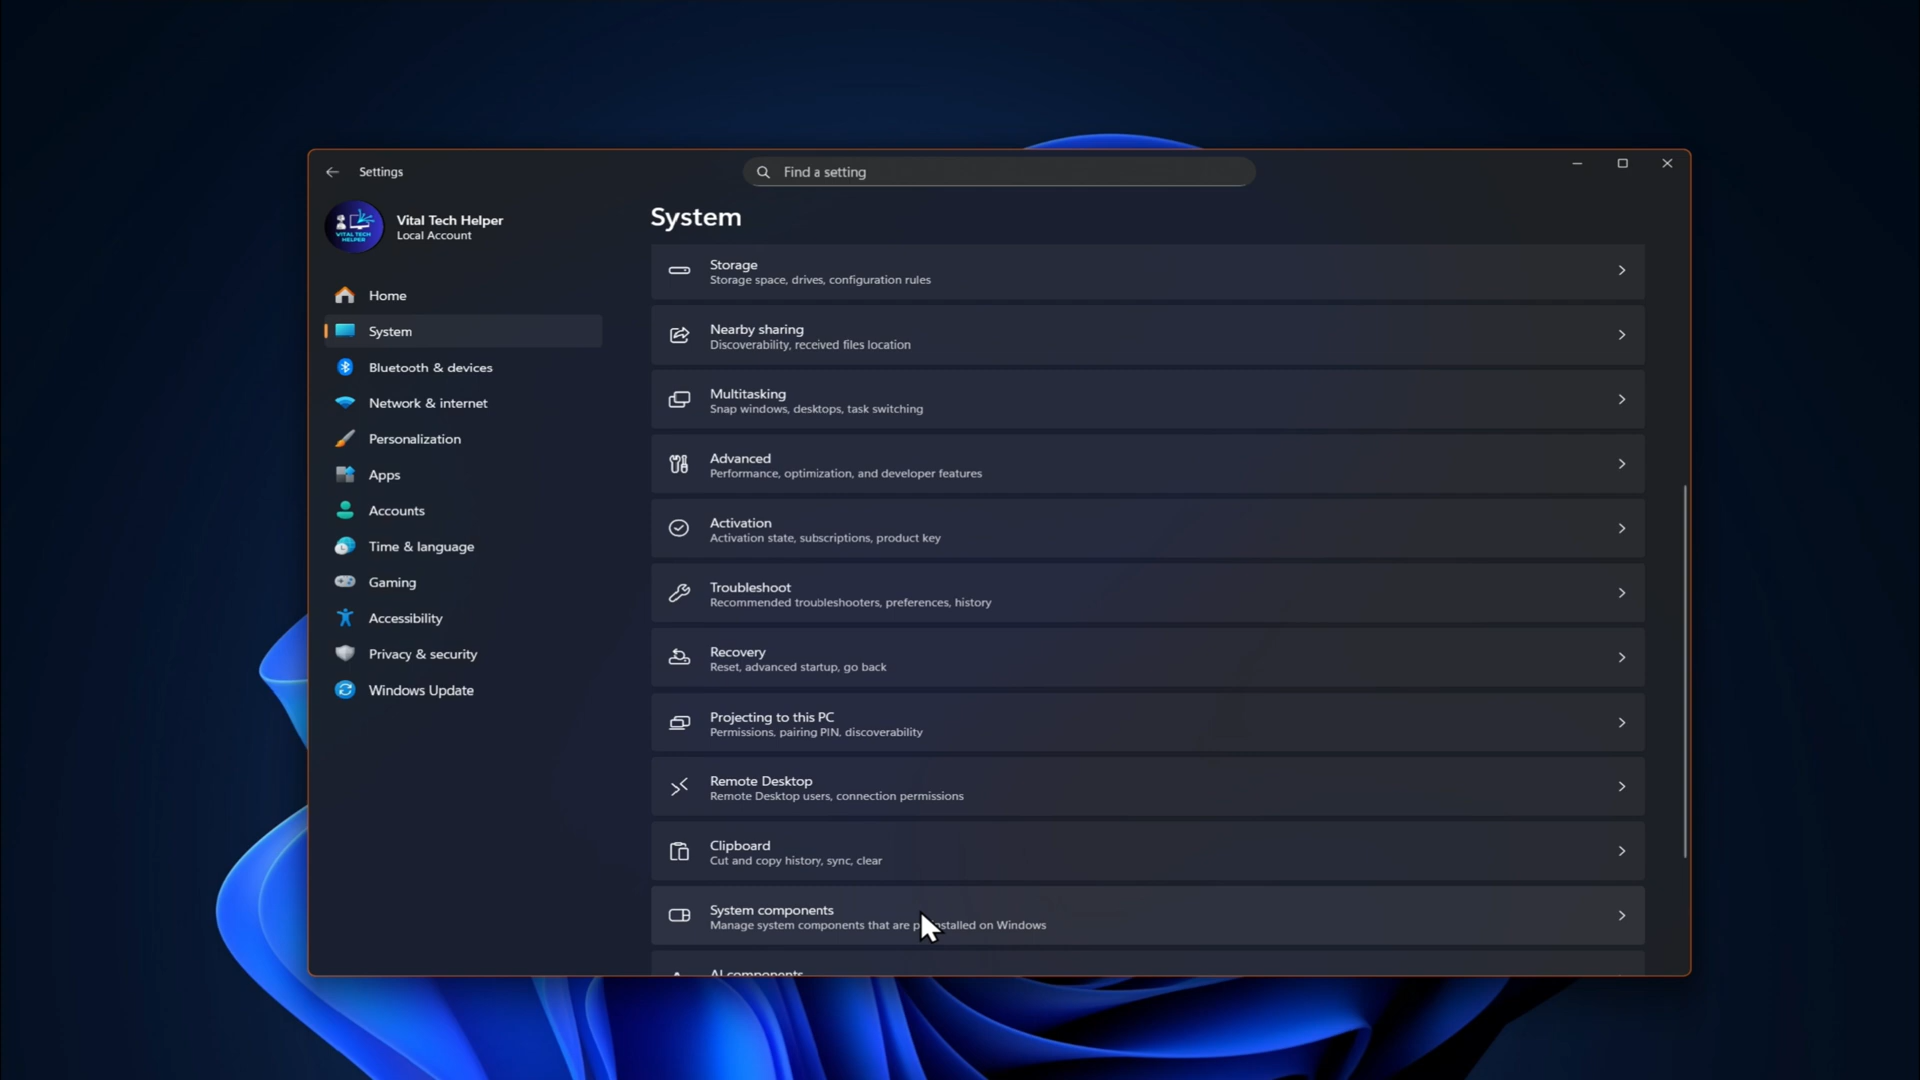 Settings
Find a setting
VITAL TECH
HELPER
Vital Tech Helper
Local Account
Home
System
Bluetooth & devices
Network & internet
Personalization
Apps
Accounts
Time & language
Gaming
Accessibility
Privacy & security
Windows Update
System
Storage
Storage space, drives, configuration rules
Nearby sharing
Discoverability, received files location
Multitasking
Snap windows, desktops, task switching
Advanced
Performance, optimization, and developer features
Activation
Activation state, subscriptions, product key
Troubleshoot
Recommended troubleshooters, preferences, history
Recovery
Reset, advanced startup, go back
Projecting to this PC
Permissions, pairing PIN, discoverability
Remote Desktop
Remote Desktop users, connection permissions
Clipboard
Cut and copy history, sync, clear
System components
Manage system components that are on Windows
AI components